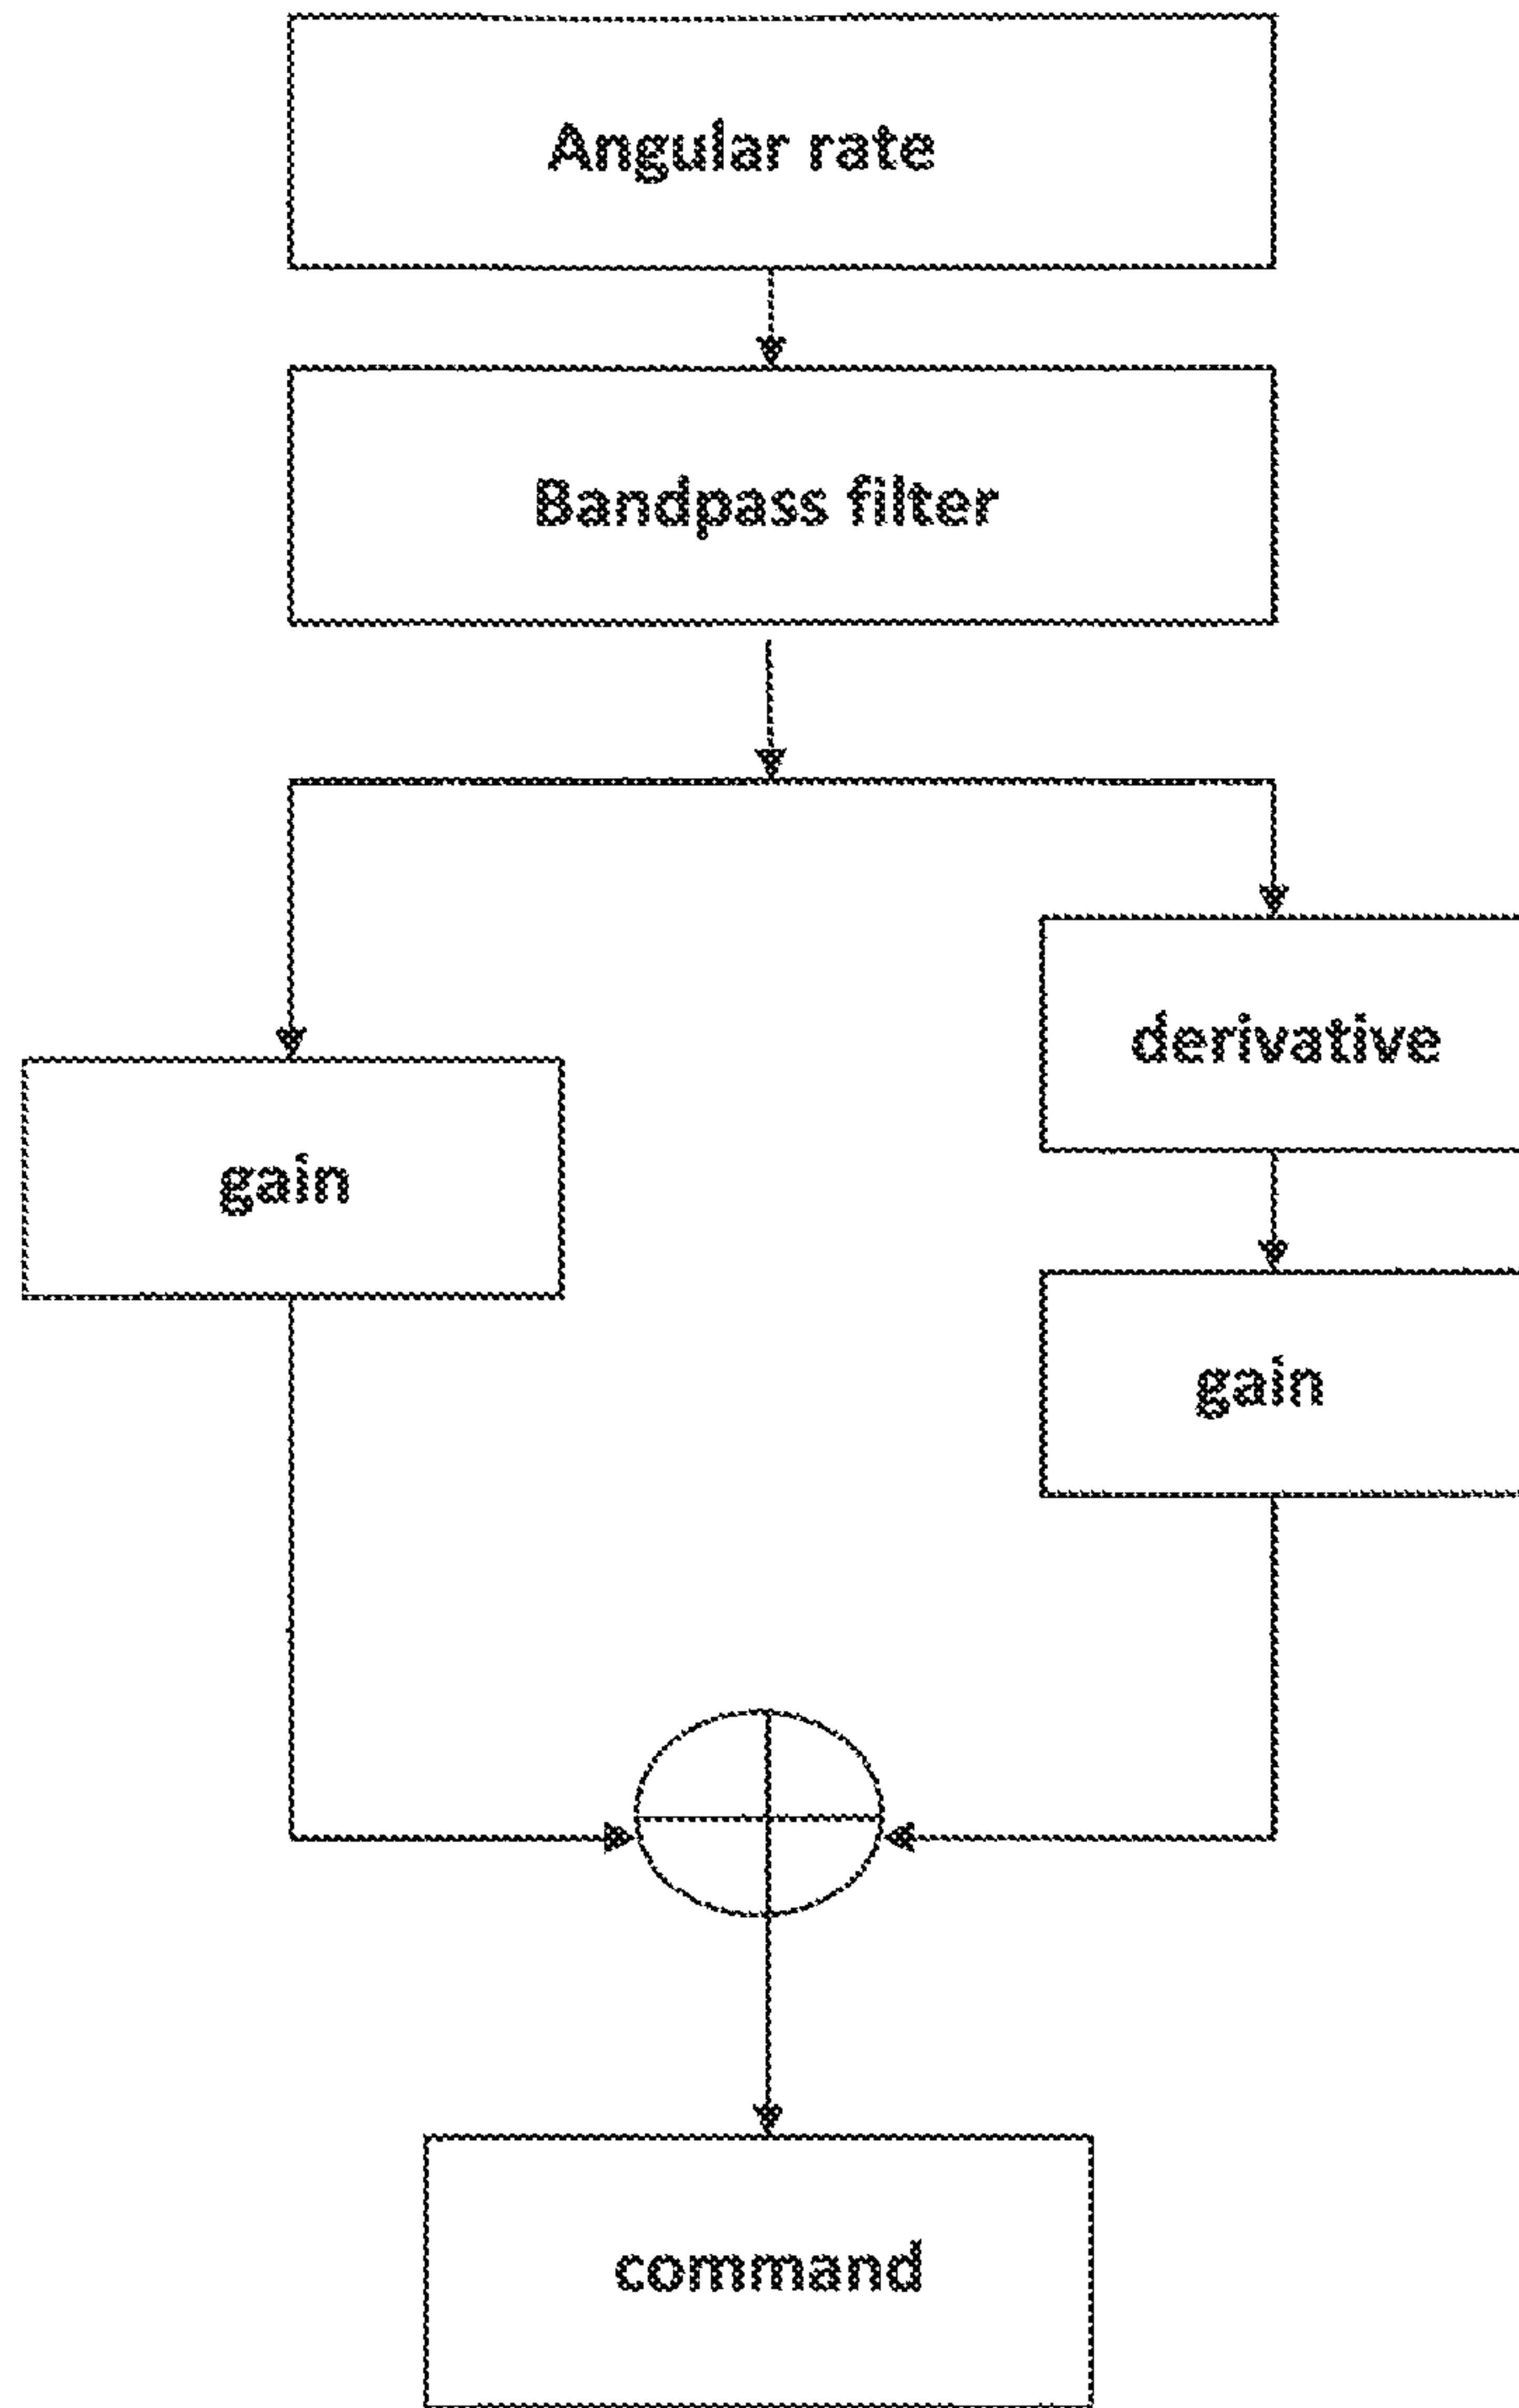 Angular rate
Bandpass filter
derivative
gain
gain
command